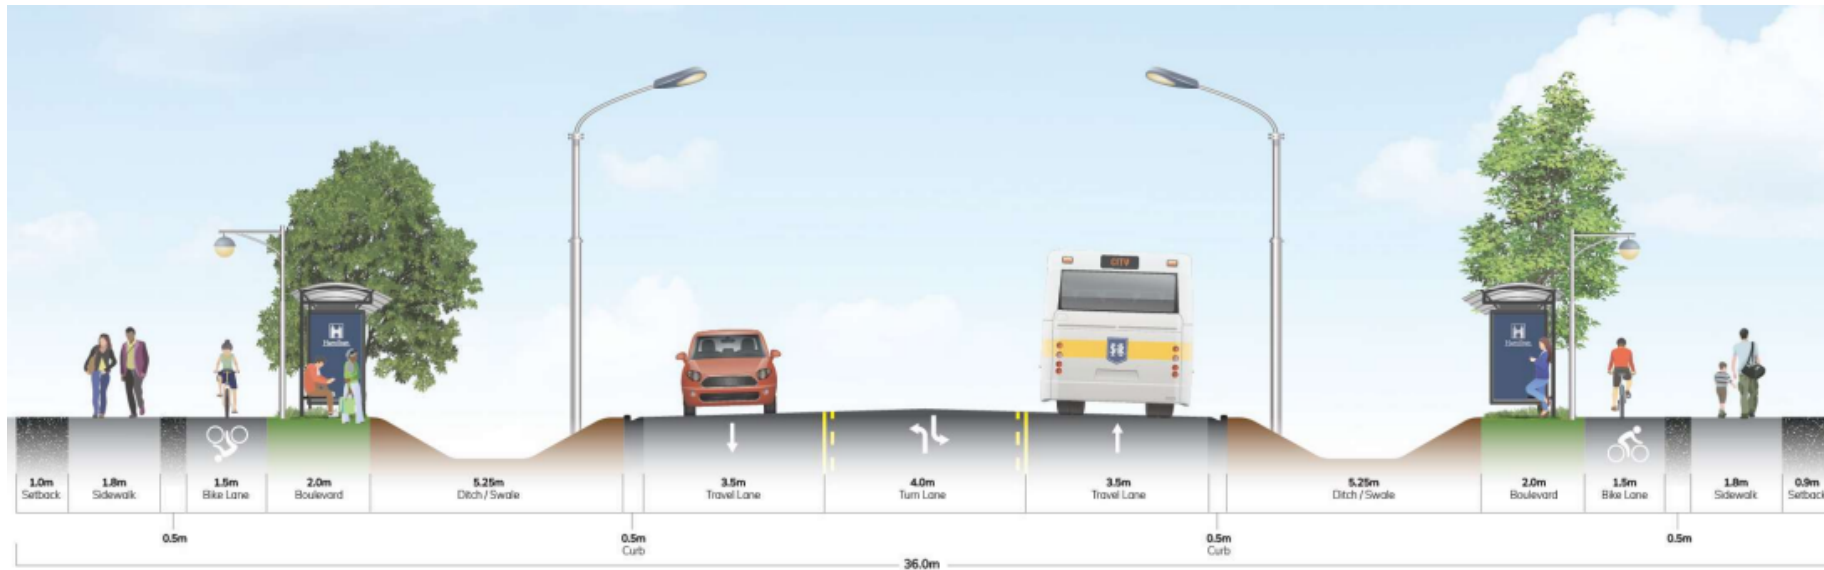 CITY
H
Hamilton
H
Hamilton
1.0m
Setback
1.8m
Sidewalk
1.5m
Bike Lane
2.0m
Boulevard
5.25m
Ditch / Swale
3.5m
Travel Lane
4.0m
Turn Lane
3.5m
Travel Lane
5.25m
Ditch / Swale
2.0m
Boulevard
1.5m
Bike Lane
1.8m
Sidewalk
0.9m
Setback
0.5m
0.5m
Curb
0.5m
Curb
0.5m
36.0m